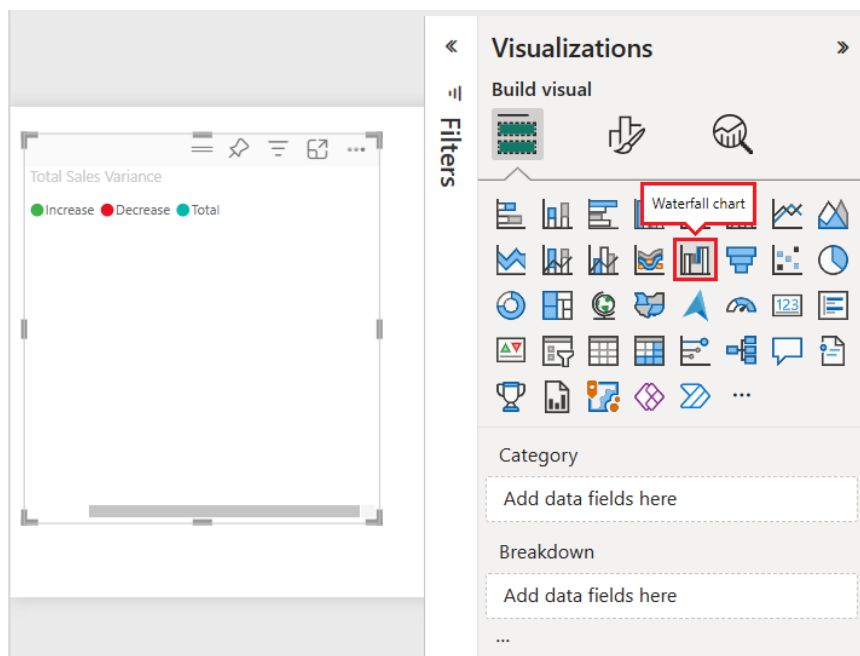 Total Sales Variance
Increase Decrease Total
Filters
Visualizations
Build visual
Waterfall chart
123
Category
Add data fields here
Breakdown
Add data fields here
...